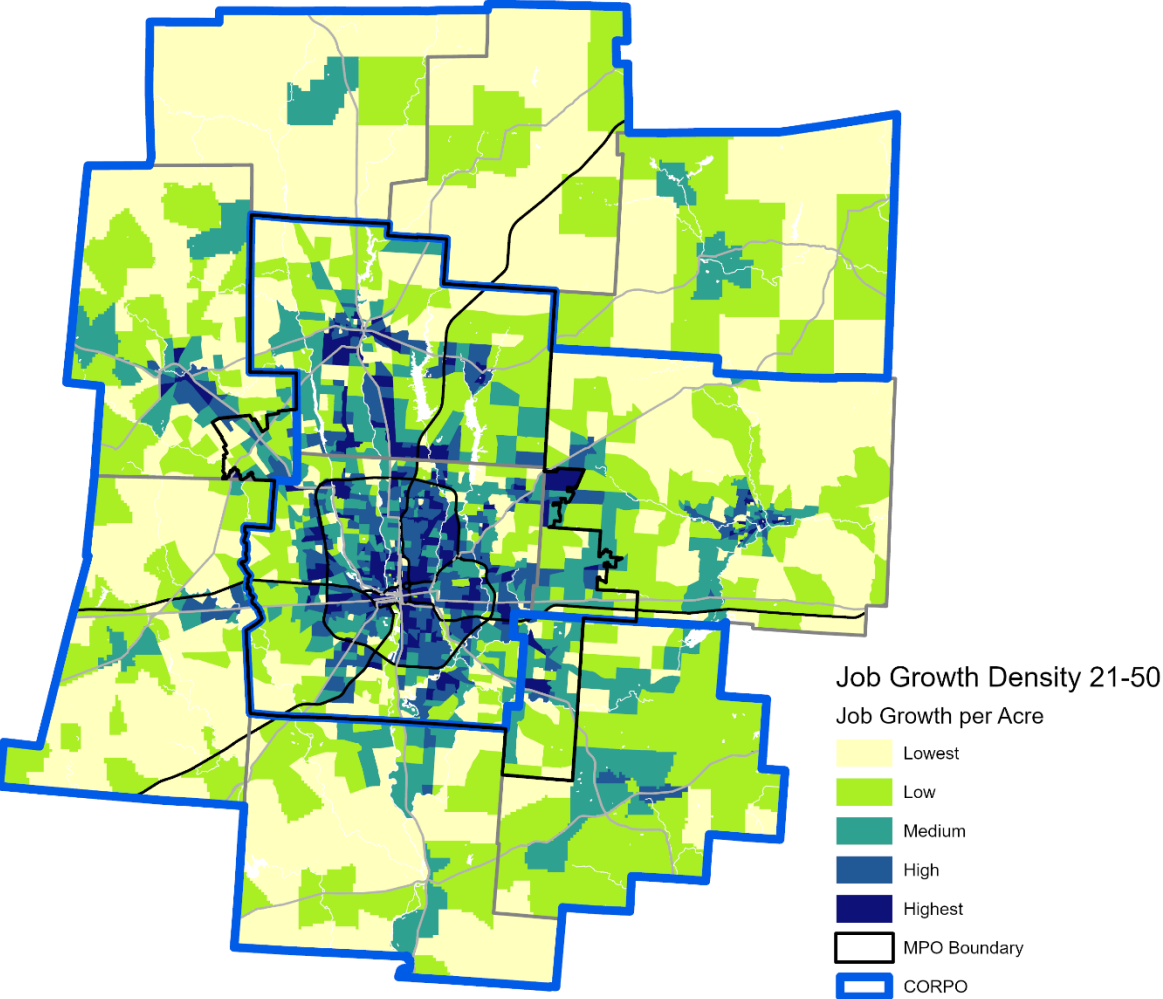 Job Growth Density 21-50
Job Growth per Acre
Lowest
Low
Medium
High
Highest
MPO Boundary
CORPO